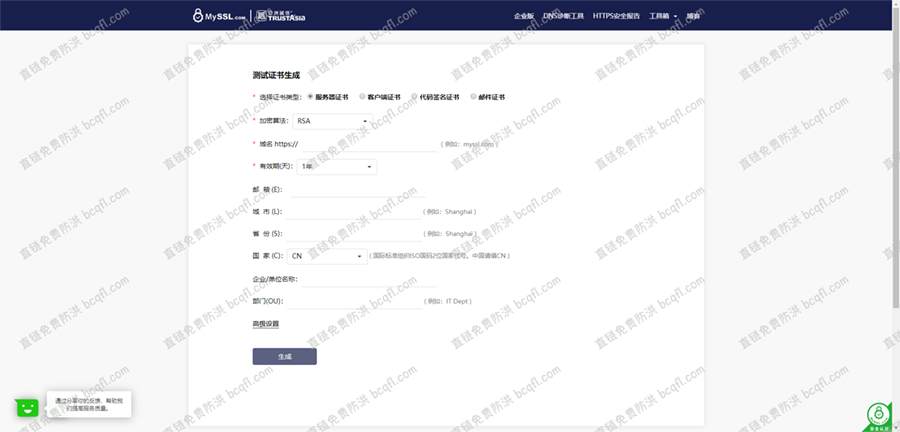 MySSL.COM 亚洲诚信 TRUSTASIA 企业版 DNS诊断工具 HTTPS安全报告 工具箱 博客
测试证书生成
* 选择证书类型: 服务器证书 客户端证书 代码签名证书 邮件证书
* 加密算法: RSA
* 域名 https:// ( 例如: myssl.com )
* 有效期(天): 1年
邮 箱 (E):
城 市 (L): ( 例如: Shanghai )
省 份 (S): ( 例如: Shanghai )
国 家 (C): CN ( 国际标准组织ISO国码2位国家代号。中国请填CN )
企业/单位名称:
部门(OU): ( 例如: IT Dept )
高级设置
生成
通过分享你的反馈，帮助我
们提高服务质量。
安全认证
直链免费防洪 bcqfl.com